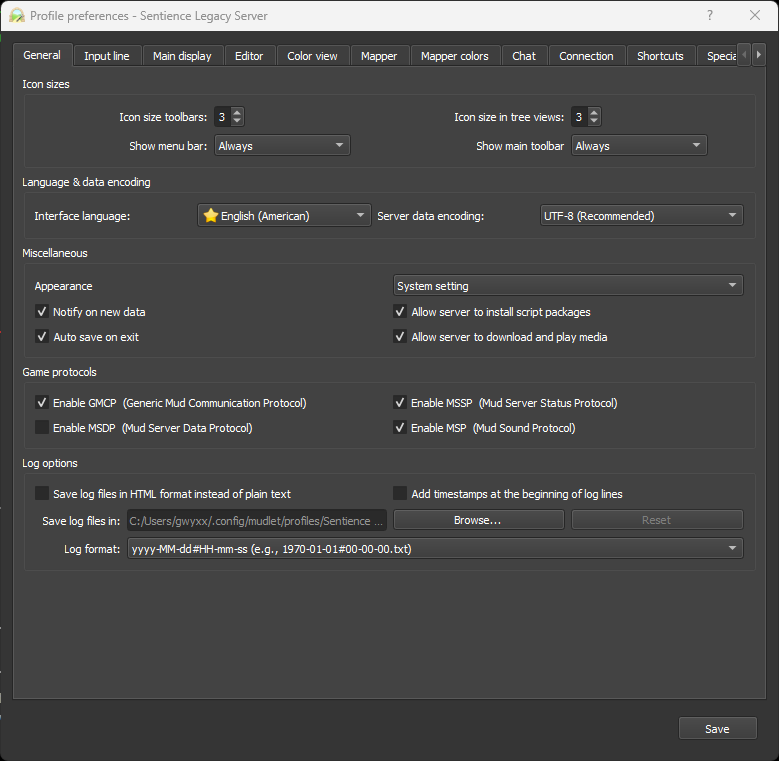 Profile preferences - Sentience Legacy Server ?
General Input line Main display Editor Color view Mapper Mapper colors Chat Connection Shortcuts Specia
Icon sizes
Icon size toolbars: 3 Icon size in tree views: 3
Show menu bar: Always Show main toolbar Always
Language & data encoding
Interface language: English (American) Server data encoding: UTF-8 (Recommended)
Miscellaneous
Appearance System setting
Notify on new data Allow server to install script packages
Auto save on exit Allow server to download and play media
Game protocols
Enable GMCP (Generic Mud Communication Protocol) Enable MSSP (Mud Server Status Protocol)
Enable MSDP (Mud Server Data Protocol) Enable MSP (Mud Sound Protocol)
Log options
Save log files in HTML format instead of plain text Add timestamps at the beginning of log lines
Save log files in: C:/Users/gwyxx/.config/mudlet/profiles/Sentience ... Browse... Reset
Log format: yyyy-MM-dd#HH-mm-ss (e.g., 1970-01-01#00-00-00.txt)
Save